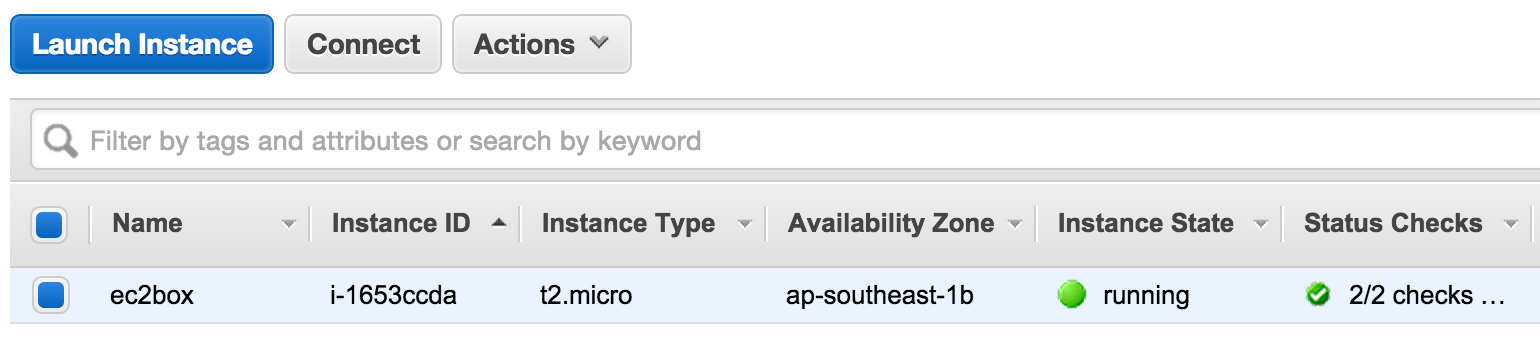 Launch Instance Connect Actions
Filter by tags and attributes or search by keyword
Name Instance ID Instance Type Availability Zone Instance State Status Checks
ec2box i-1653ccda t2.micro ap-southeast-1b running 2/2 checks ...